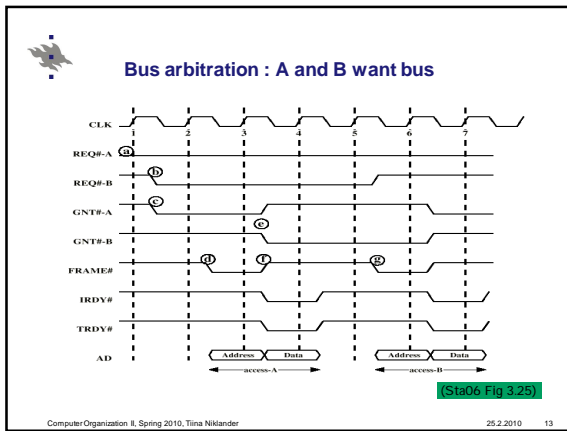 Bus arbitration : A and B want bus
CLK
1 2 3 4 5 6 7
REQ#-A
a
REQ#-B
b
GNT#-A
c
GNT#-B
e
FRAME#
d f g
IRDY#
TRDY#
AD
Address Data Address Data
access-A access-B
(Sta06 Fig 3.25)
Computer Organization II, Spring 2010, Tiina Niklander 25.2.2010 13